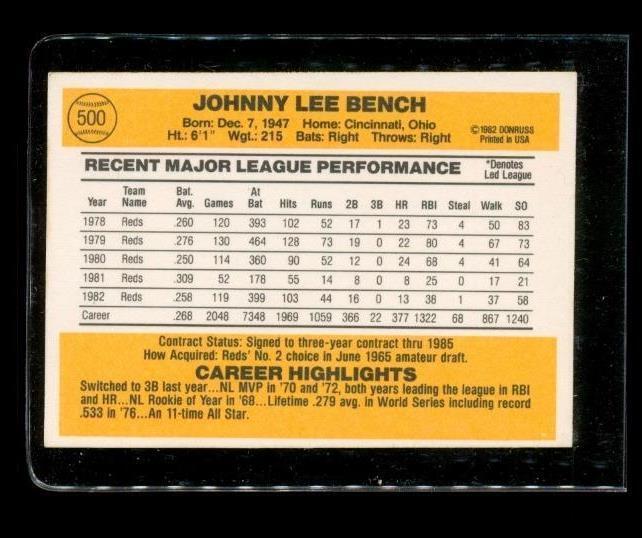 500
JOHNNY LEE BENCH
Born: Dec. 7, 1947 Home: Cincinnati, Ohio
Ht.: 6'1" Wgt.: 215 Bats: Right Throws: Right
©1982 DONRUSS
Printed in USA
RECENT MAJOR LEAGUE PERFORMANCE
*Denotes
Led League
Year Team Name Bat. Avg. Games At Bat Hits Runs 2B 3B HR RBI Steal Walk SO
1978 Reds .260 120 393 102 52 17 1 23 73 4 50 83
1979 Reds .276 130 464 128 73 19 0 22 80 4 67 73
1980 Reds .250 114 360 90 52 12 0 24 68 4 41 64
1981 Reds .309 52 178 55 14 8 0 8 25 0 17 21
1982 Reds .258 119 399 103 44 16 0 13 38 1 37 58
Career .268 2048 7348 1969 1059 366 22 377 1322 68 867 1240
Contract Status: Signed to three-year contract thru 1985
How Acquired: Reds' No. 2 choice in June 1965 amateur draft.
CAREER HIGHLIGHTS
Switched to 3B last year...NL MVP in '70 and '72, both years leading the league in RBI
and HR...NL Rookie of Year in '68...Lifetime .279 avg. in World Series including record
.533 in '76...An 11-time All Star.